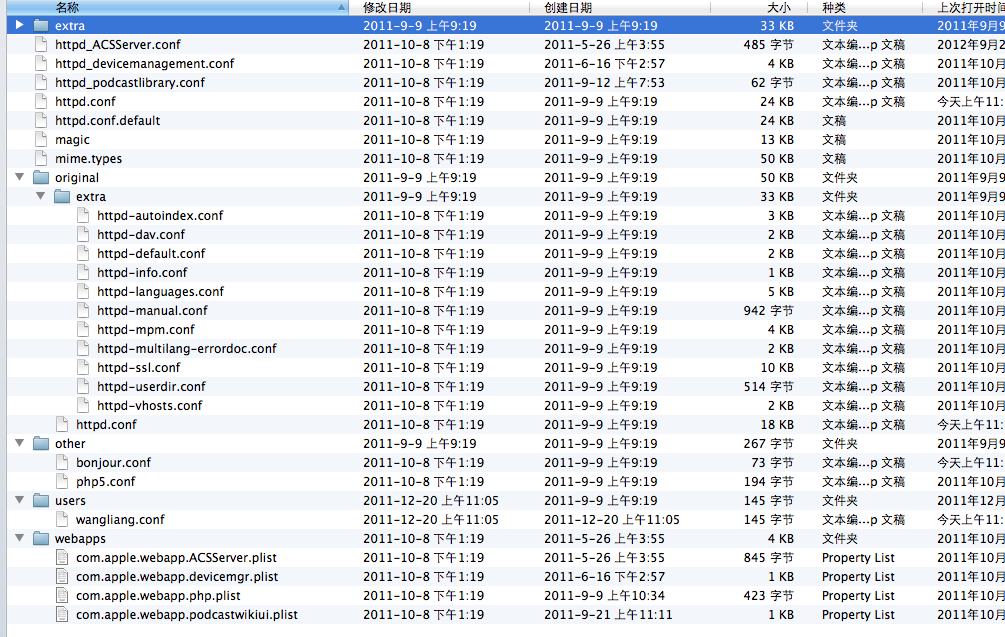 名称 修改日期 创建日期 大小 种类 上次打开时间
extra 2011-9-9 上午9:19 2011-9-9 上午9:19 33 KB 文件夹 2011年9月9
httpd_ACSServer.conf 2011-10-8 下午1:19 2011-5-26 上午3:55 485 字节 文本编...p 文稿 2012年9月2
httpd_devicemanagement.conf 2011-10-8 下午1:19 2011-6-16 下午2:57 4 KB 文本编...p 文稿 2011年10月
httpd_podcastlibrary.conf 2011-10-8 下午1:19 2011-9-12 上午7:53 62 字节 文本编...p 文稿 2011年10月
httpd.conf 2011-10-8 下午1:19 2011-9-9 上午9:19 24 KB 文本编...p 文稿 今天上午11:
httpd.conf.default 2011-10-8 下午1:19 2011-9-9 上午9:19 24 KB 文稿 2011年10月
magic 2011-10-8 下午1:19 2011-9-9 上午9:19 13 KB 文稿 2011年10月
mime.types 2011-10-8 下午1:19 2011-9-9 上午9:19 50 KB 文稿 2011年10月
original 2011-9-9 上午9:19 2011-9-9 上午9:19 50 KB 文件夹 2011年9月9
extra 2011-9-9 上午9:19 2011-9-9 上午9:19 33 KB 文件夹 2011年9月9
httpd-autoindex.conf 2011-10-8 下午1:19 2011-9-9 上午9:19 3 KB 文本编...p 文稿 2011年10月
httpd-dav.conf 2011-10-8 下午1:19 2011-9-9 上午9:19 2 KB 文本编...p 文稿 2011年10月
httpd-default.conf 2011-10-8 下午1:19 2011-9-9 上午9:19 2 KB 文本编...p 文稿 2011年10月
httpd-info.conf 2011-10-8 下午1:19 2011-9-9 上午9:19 1 KB 文本编...p 文稿 2011年10月
httpd-languages.conf 2011-10-8 下午1:19 2011-9-9 上午9:19 5 KB 文本编...p 文稿 2011年10月
httpd-manual.conf 2011-10-8 下午1:19 2011-9-9 上午9:19 942 字节 文本编...p 文稿 2011年10月
httpd-mpm.conf 2011-10-8 下午1:19 2011-9-9 上午9:19 4 KB 文本编...p 文稿 2011年10月
httpd-multilang-errordoc.conf 2011-10-8 下午1:19 2011-9-9 上午9:19 2 KB 文本编...p 文稿 2011年10月
httpd-ssl.conf 2011-10-8 下午1:19 2011-9-9 上午9:19 10 KB 文本编...p 文稿 2011年10月
httpd-userdir.conf 2011-10-8 下午1:19 2011-9-9 上午9:19 514 字节 文本编...p 文稿 2011年10月
httpd-vhosts.conf 2011-10-8 下午1:19 2011-9-9 上午9:19 2 KB 文本编...p 文稿 2011年10月
httpd.conf 2011-10-8 下午1:19 2011-9-9 上午9:19 18 KB 文本编...p 文稿 今天上午11:
other 2011-9-9 上午9:19 2011-9-9 上午9:19 267 字节 文件夹 2011年9月9
bonjour.conf 2011-10-8 下午1:19 2011-9-9 上午9:19 73 字节 文本编...p 文稿 今天上午11:
php5.conf 2011-10-8 下午1:19 2011-9-9 上午9:19 194 字节 文本编...p 文稿 2011年10月
users 2011-12-20 上午11:05 2011-9-9 上午9:19 145 字节 文件夹 2011年12月
wangliang.conf 2011-12-20 上午11:05 2011-12-20 上午11:05 145 字节 文本编...p 文稿 今天上午11:
webapps 2011-10-8 下午1:19 2011-5-26 上午3:55 4 KB 文件夹 2011年10月
com.apple.webapp.ACSServer.plist 2011-10-8 下午1:19 2011-5-26 上午3:55 845 字节 Property List 2011年10月
com.apple.webapp.devicemgr.plist 2011-10-8 下午1:19 2011-6-16 下午2:57 1 KB Property List 2011年10月
com.apple.webapp.php.plist 2011-10-8 下午1:19 2011-9-9 上午10:34 423 字节 Property List 2011年10月
com.apple.webapp.podcastwikiui.plist 2011-10-8 下午1:19 2011-9-21 上午11:11 1 KB Property List 2011年10月